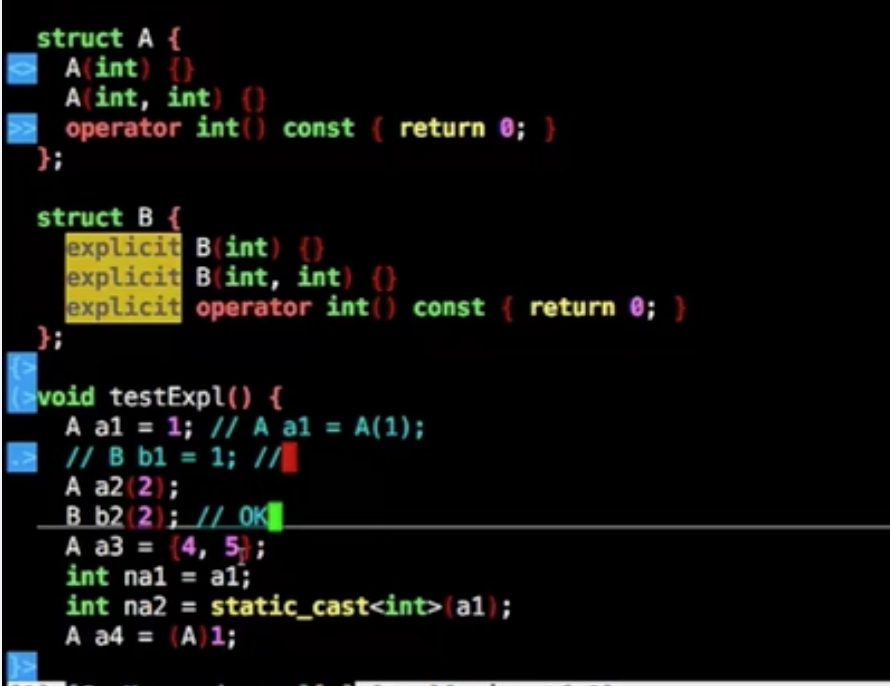 struct A {
<> A(int) {}
A(int, int) {}
>> operator int() const { return 0; }
};
struct B {
explicit B(int) {}
explicit B(int, int) {}
explicit operator int() const { return 0; }
};
{>
(>void testExpl() {
A a1 = 1; // A a1 = A(1);
.> // B b1 = 1; //
A a2(2);
B b2(2); // OK
A a3 = {4, 5};
int na1 = a1;
int na2 = static_cast<int>(a1);
A a4 = (A)1;
}>